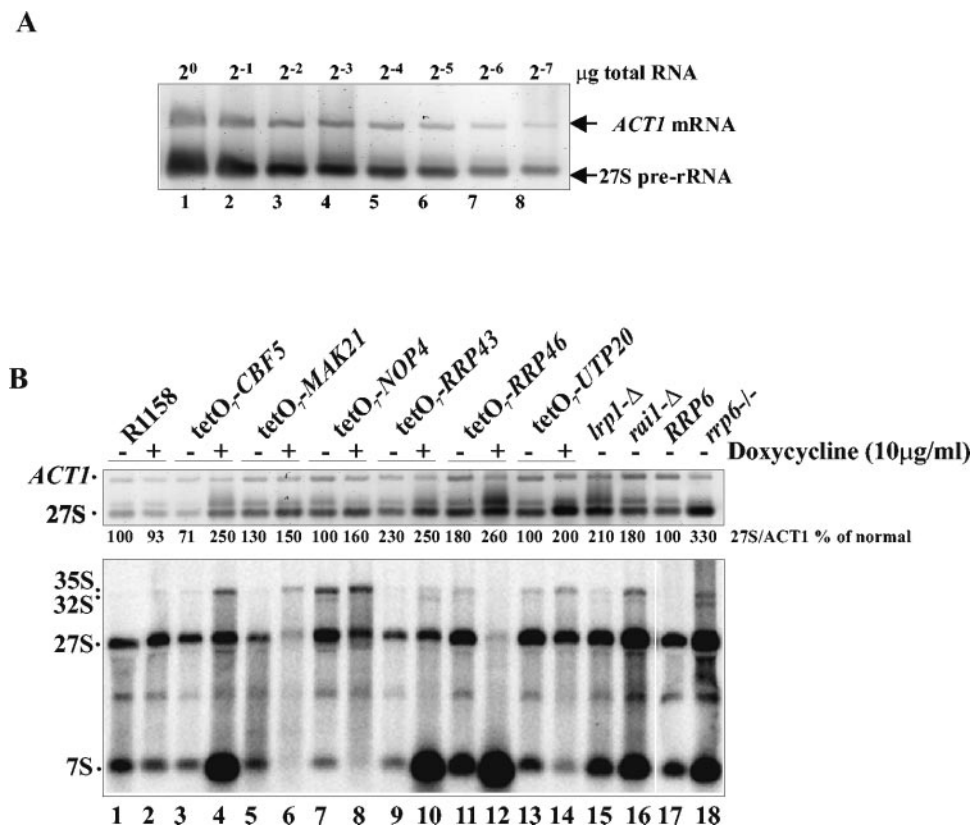 A
2⁰ 2⁻¹ 2⁻² 2⁻³ 2⁻⁴ 2⁻⁵ 2⁻⁶ 2⁻⁷ µg total RNA
ACT1 mRNA
27S pre-rRNA
1 2 3 4 5 6 7 8
B
R1158 tetO₇-CBF5 tetO₇-MAK21 tetO₇-NOP4 tetO₇-RRP43 tetO₇-RRP46 tetO₇-UTP20 lrp1-Δ rai1-Δ RRP6 rrp6-/-
- + - + - + - + - + - + - + - - - - Doxycycline (10µg/ml)
ACT1·
27S·
100 93 71 250 130 150 100 160 230 250 180 260 100 200 210 180 100 330 27S/ACT1 % of normal
35S·
32S·
27S·
7S·
1 2 3 4 5 6 7 8 9 10 11 12 13 14 15 16 17 18